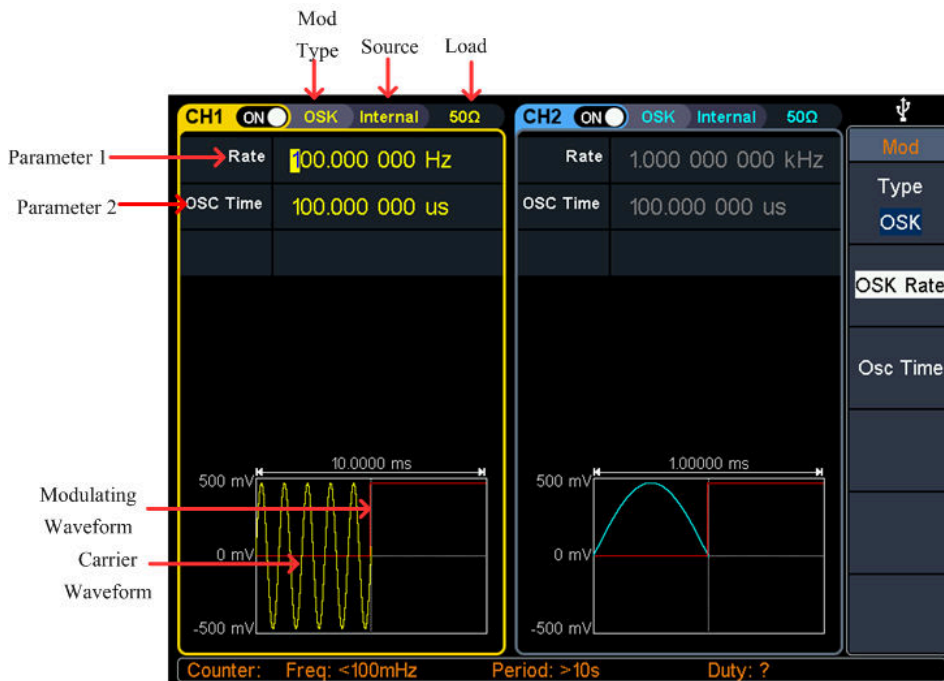 Mod
Type Source Load
CH1 ON OSK Internal 50Ω CH2 ON OSK Internal 50Ω
Parameter 1 Rate 100.000 000 Hz Rate 1.000 000 000 kHz Mod
Parameter 2 OSC Time 100.000 000 us OSC Time 100.000 000 us Type
OSK
OSK Rate
Osc Time
10.0000 ms 1.00000 ms
500 mV 500 mV
Modulating
Waveform
0 mV 0 mV
Carrier
Waveform
-500 mV -500 mV
Counter: Freq: <100mHz Period: >10s Duty: ?